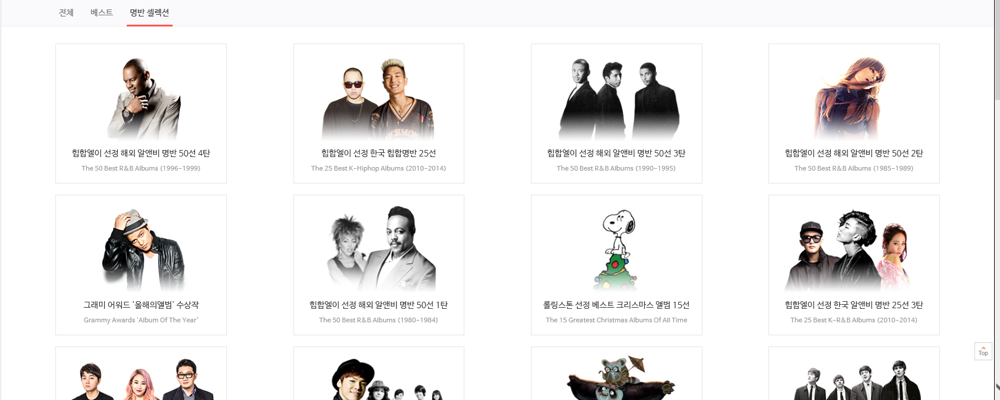 전체 베스트 명반 셀렉션
힙합엘이 선정 해외 알앤비 명반 50선 4탄
The 50 Best R&B Albums (1996-1999)
힙합엘이 선정 한국 힙합명반 25선
The 25 Best K-Hiphop Albums (2010-2014)
힙합엘이 선정 해외 알앤비 명반 50선 3탄
The 50 Best R&B Albums (1990-1995)
힙합엘이 선정 해외 알앤비 명반 50선 2탄
The 50 Best R&B Albums (1985-1989)
그래미 어워드 '올해의앨범' 수상작
Grammy Awards 'Album Of The Year'
힙합엘이 선정 해외 알앤비 명반 50선 1탄
The 50 Best R&B Albums (1980-1984)
롤링스톤 선정 베스트 크리스마스 앨범 15선
The 15 Greatest Christmas Albums Of All Time
힙합엘이 선정 한국 알앤비 명반 25선 3탄
The 25 Best K-R&B Albums (2010-2014)
Top